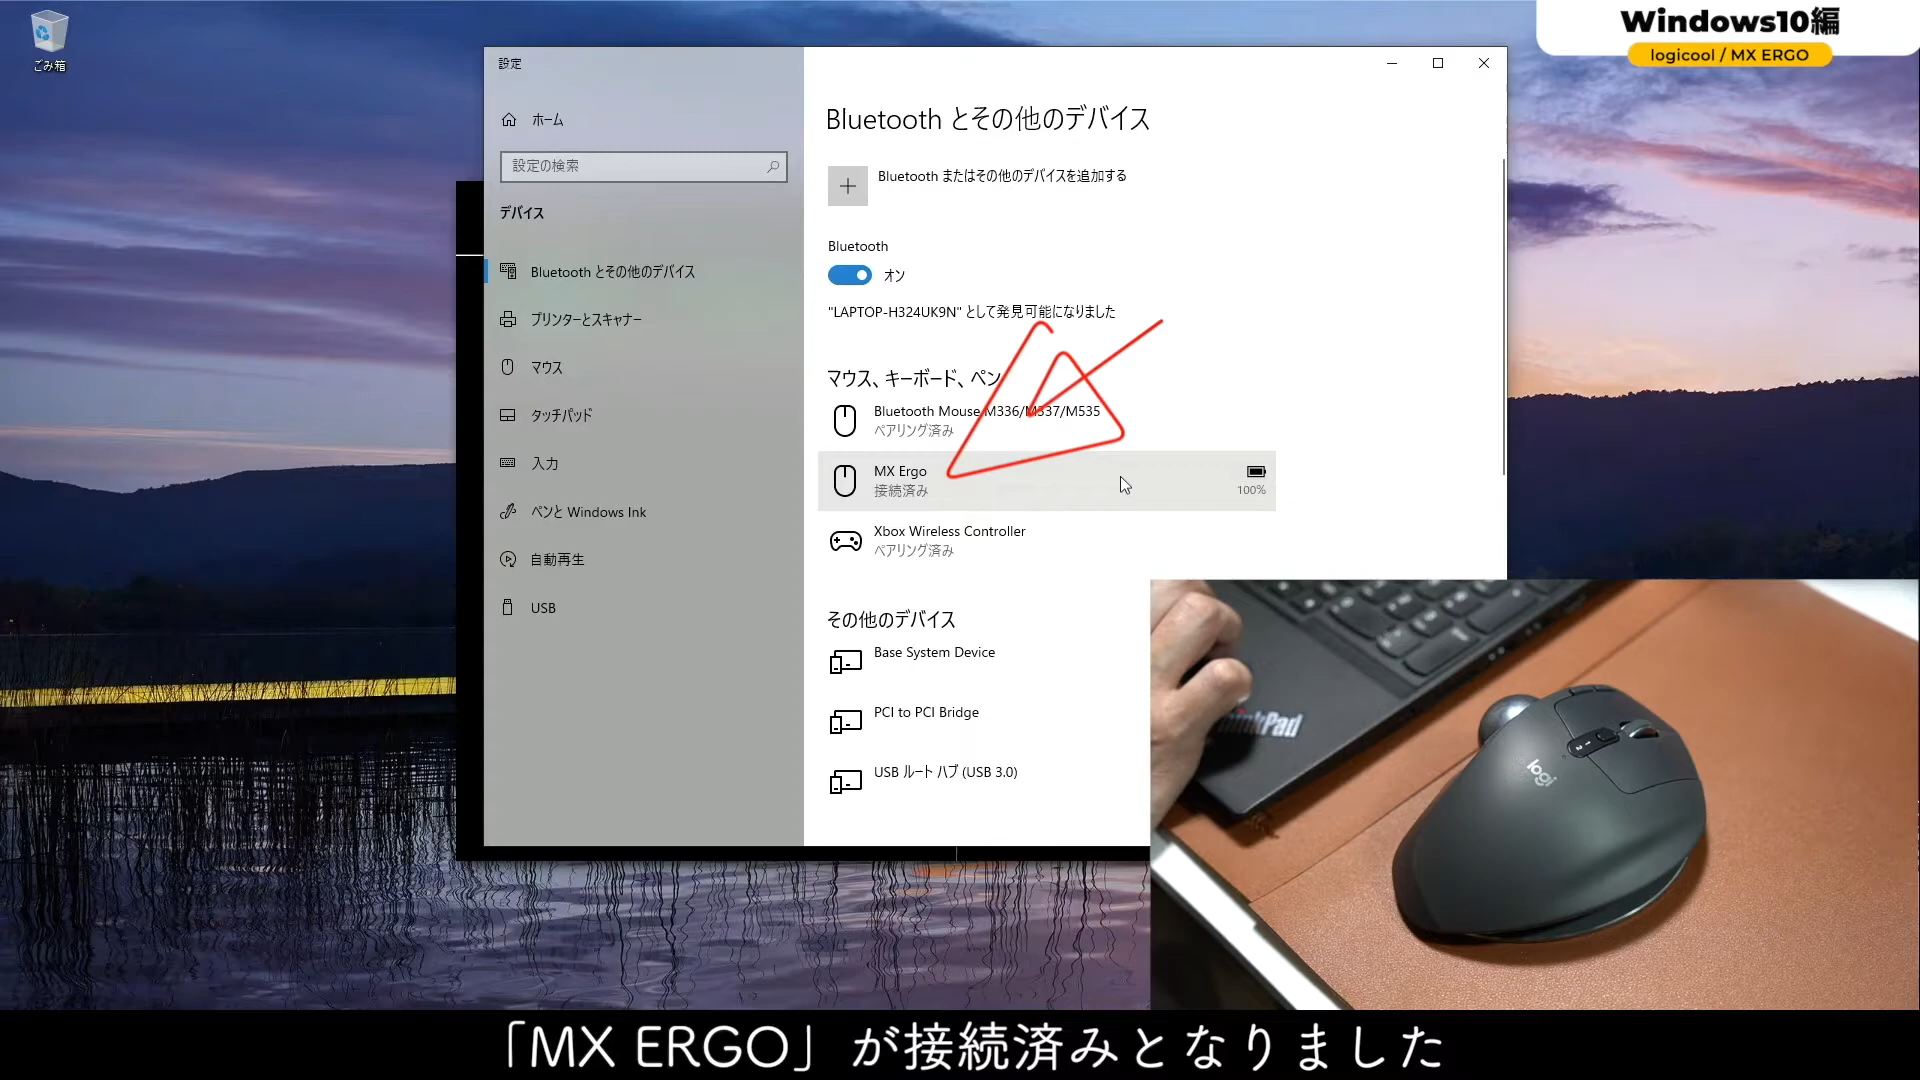 ごみ箱
Windows10編
logicool / MX ERGO
設定
ホーム
設定の検索
デバイス
Bluetooth とその他のデバイス
プリンターとスキャナー
マウス
タッチパッド
入力
ペンと Windows Ink
自動再生
USB
Bluetooth とその他のデバイス
Bluetooth またはその他のデバイスを追加する
Bluetooth
オン
"LAPTOP-H324UK9N" として発見可能になりました
マウス、キーボード、ペン
Bluetooth Mouse M336/M337/M535
ペアリング済み
MX Ergo
接続済み
100%
Xbox Wireless Controller
ペアリング済み
その他のデバイス
Base System Device
PCI to PCI Bridge
USB ルート ハブ (USB 3.0)
logi
「MX ERGO」が接続済みとなりました